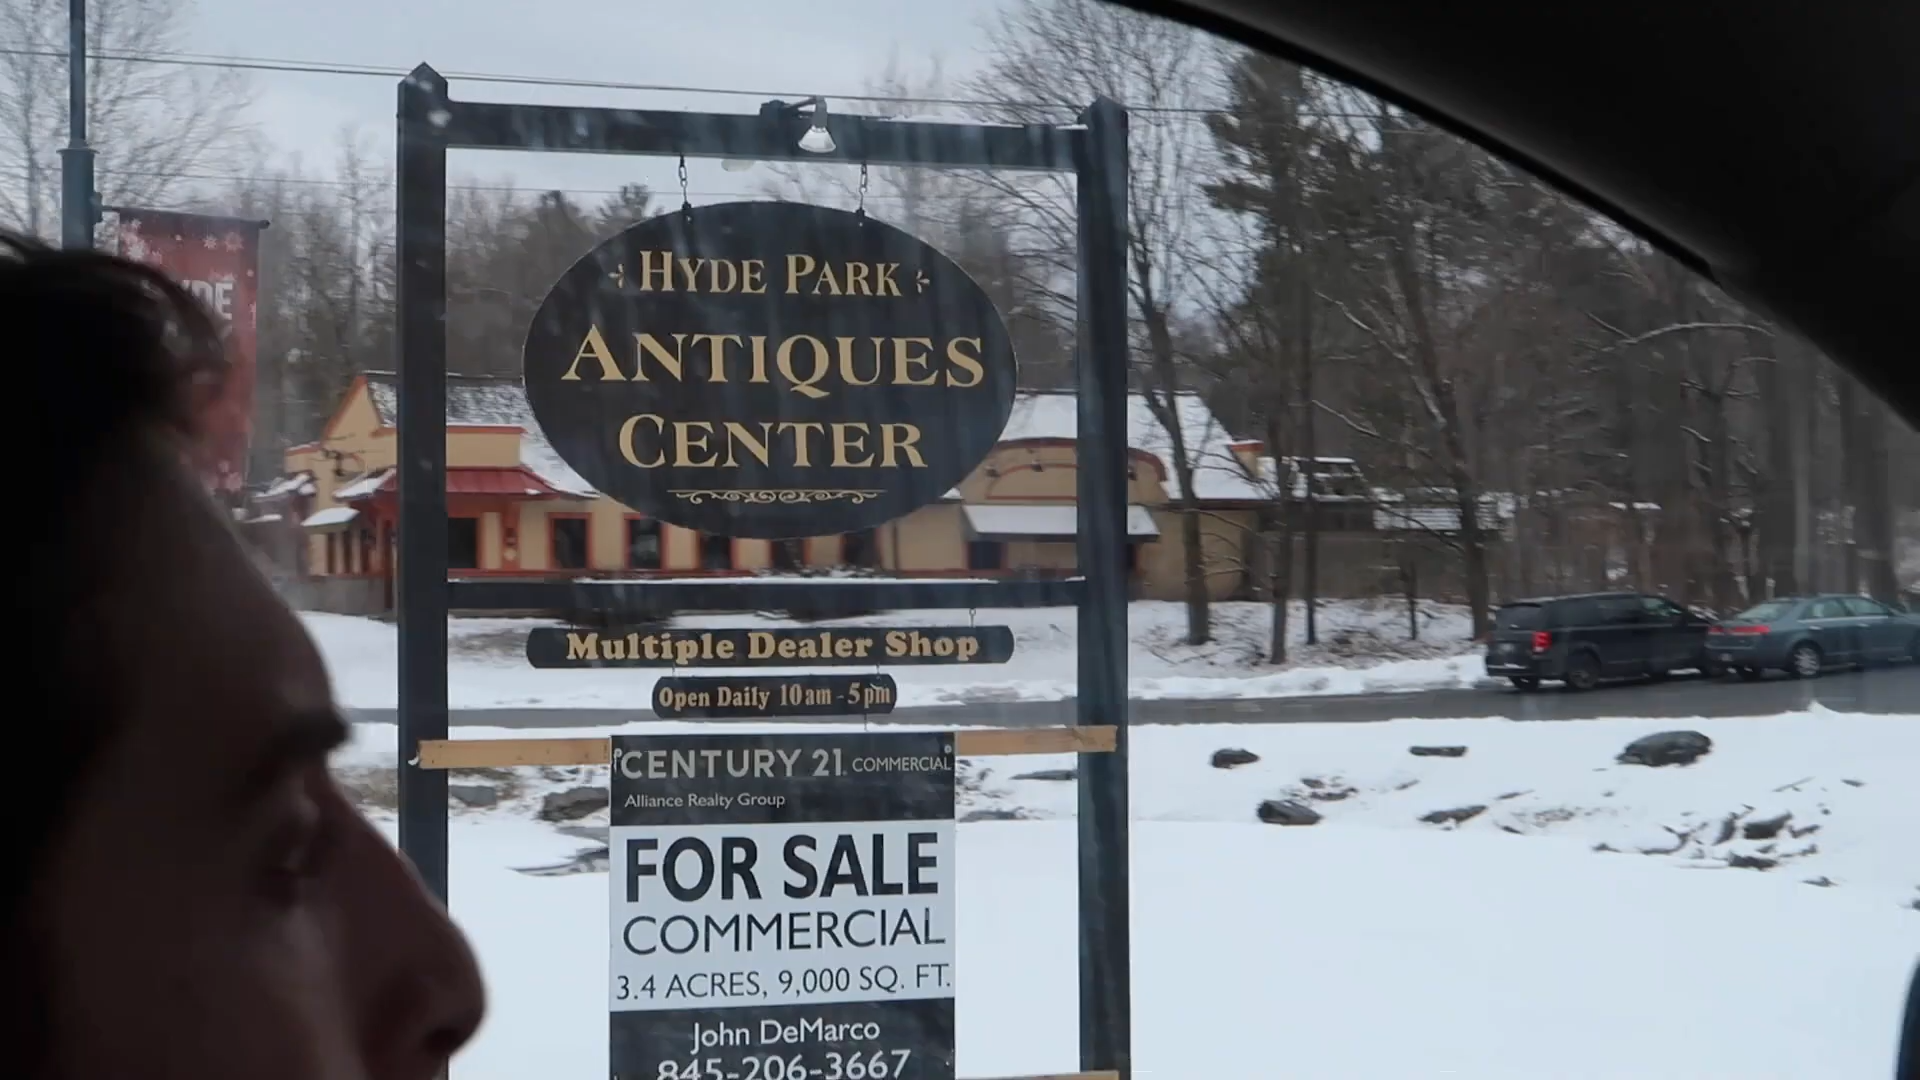 HYDE PARK
ANTIQUES
CENTER
Multiple Dealer Shop
Open Daily 10am - 5pm
CENTURY 21. COMMERCIAL
Alliance Realty Group
FOR SALE
COMMERCIAL
3.4 ACRES, 9,000 SQ. FT.
John DeMarco
845-206-3667